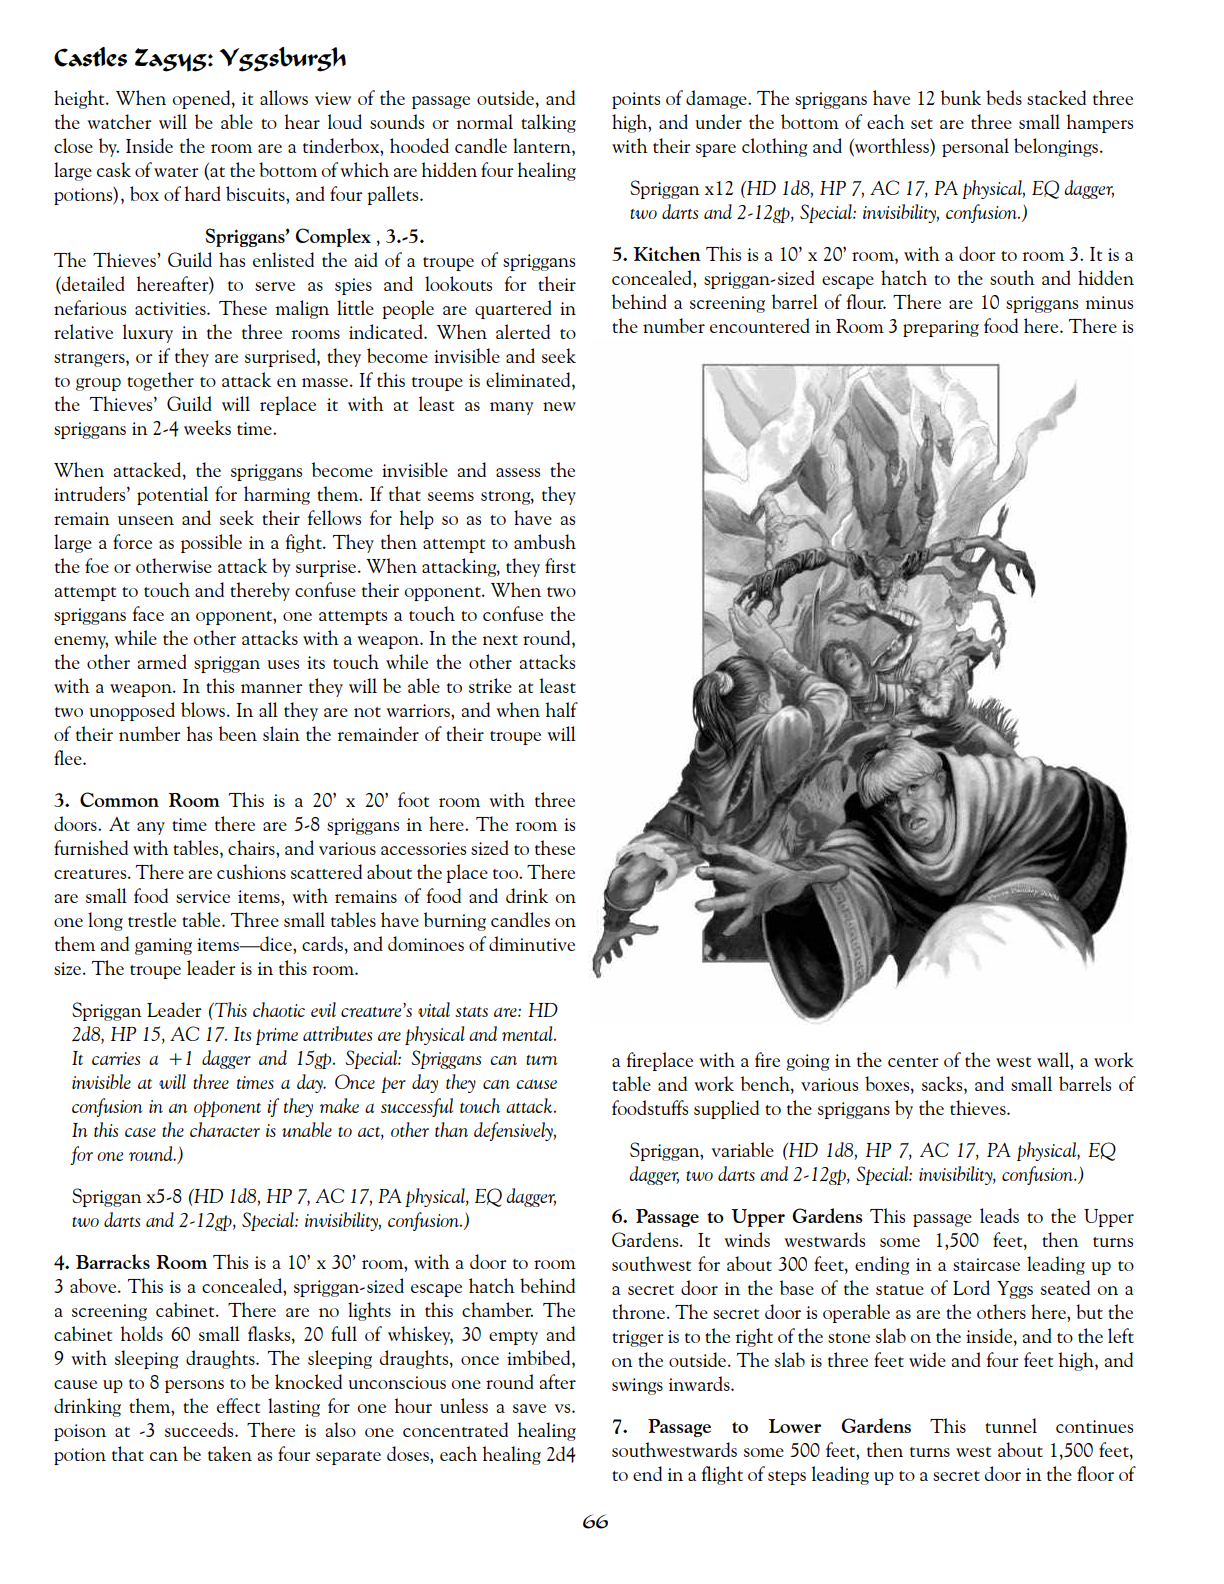 Castles Zagyg: Yggsburgh
height. When opened, it allows view of the passage outside, and
the watcher will be able to hear loud sounds or normal talking
close by. Inside the room are a tinderbox, hooded candle lantern,
large cask of water (at the bottom of which are hidden four healing
potions), box of hard biscuits, and four pallets.
Spriggans' Complex , 3.-5.
The Thieves' Guild has enlisted the aid of a troupe of spriggans
(detailed hereafter) to serve as spies and lookouts for their
nefarious activities. These malign little people are quartered in
relative luxury in the three rooms indicated. When alerted to
strangers, or if they are surprised, they become invisible and seek
to group together to attack en masse. If this troupe is eliminated,
the Thieves' Guild will replace it with at least as many new
spriggans in 2-4 weeks time.
When attacked, the spriggans become invisible and assess the
intruders' potential for harming them. If that seems strong, they
remain unseen and seek their fellows for help so as to have as
large a force as possible in a fight. They then attempt to ambush
the foe or otherwise attack by surprise. When attacking, they first
attempt to touch and thereby confuse their opponent. When two
spriggans face an opponent, one attempts a touch to confuse the
enemy, while the other attacks with a weapon. In the next round,
the other armed spriggan uses its touch while the other attacks
with a weapon. In this manner they will be able to strike at least
two unopposed blows. In all they are not warriors, and when half
of their number has been slain the remainder of their troupe will
flee.
3. Common Room This is a 20' x 20' foot room with three
doors. At any time there are 5-8 spriggans in here. The room is
furnished with tables, chairs, and various accessories sized to these
creatures. There are cushions scattered about the place too. There
are small food service items, with remains of food and drink on
one long trestle table. Three small tables have burning candles on
them and gaming items—dice, cards, and dominoes of diminutive
size. The troupe leader is in this room.
Spriggan Leader (This chaotic evil creature's vital stats are: HD
2d8, HP 15, AC 17. Its prime attributes are physical and mental.
It carries a +1 dagger and 15gp. Special: Spriggans can turn
invisible at will three times a day. Once per day they can cause
confusion in an opponent if they make a successful touch attack.
In this case the character is unable to act, other than defensively,
for one round.)
Spriggan x5-8 (HD 1d8, HP 7, AC 17, PA physical, EQ dagger,
two darts and 2-12gp, Special: invisibility, confusion.)
4. Barracks Room This is a 10' x 30' room, with a door to room
3 above. This is a concealed, spriggan-sized escape hatch behind
a screening cabinet. There are no lights in this chamber. The
cabinet holds 60 small flasks, 20 full of whiskey, 30 empty and
9 with sleeping draughts. The sleeping draughts, once imbibed,
cause up to 8 persons to be knocked unconscious one round after
drinking them, the effect lasting for one hour unless a save vs.
poison at -3 succeeds. There is also one concentrated healing
potion that can be taken as four separate doses, each healing 2d4
points of damage. The spriggans have 12 bunk beds stacked three
high, and under the bottom of each set are three small hampers
with their spare clothing and (worthless) personal belongings.
Spriggan x12 (HD 1d8, HP 7, AC 17, PA physical, EQ dagger,
two darts and 2-12gp, Special: invisibility, confusion.)
5. Kitchen This is a 10' x 20' room, with a door to room 3. It is a
concealed, spriggan-sized escape hatch to the south and hidden
behind a screening barrel of flour. There are 10 spriggans minus
the number encountered in Room 3 preparing food here. There is
a fireplace with a fire going in the center of the west wall, a work
table and work bench, various boxes, sacks, and small barrels of
foodstuffs supplied to the spriggans by the thieves.
Spriggan, variable (HD 1d8, HP 7, AC 17, PA physical, EQ
dagger, two darts and 2-12gp, Special: invisibility, confusion.)
6. Passage to Upper Gardens This passage leads to the Upper
Gardens. It winds westwards some 1,500 feet, then turns
southwest for about 300 feet, ending in a staircase leading up to
a secret door in the base of the statue of Lord Yggs seated on a
throne. The secret door is operable as are the others here, but the
trigger is to the right of the stone slab on the inside, and to the left
on the outside. The slab is three feet wide and four feet high, and
swings inwards.
7. Passage to Lower Gardens This tunnel continues
southwestwards some 500 feet, then turns west about 1,500 feet,
to end in a flight of steps leading up to a secret door in the floor of
66